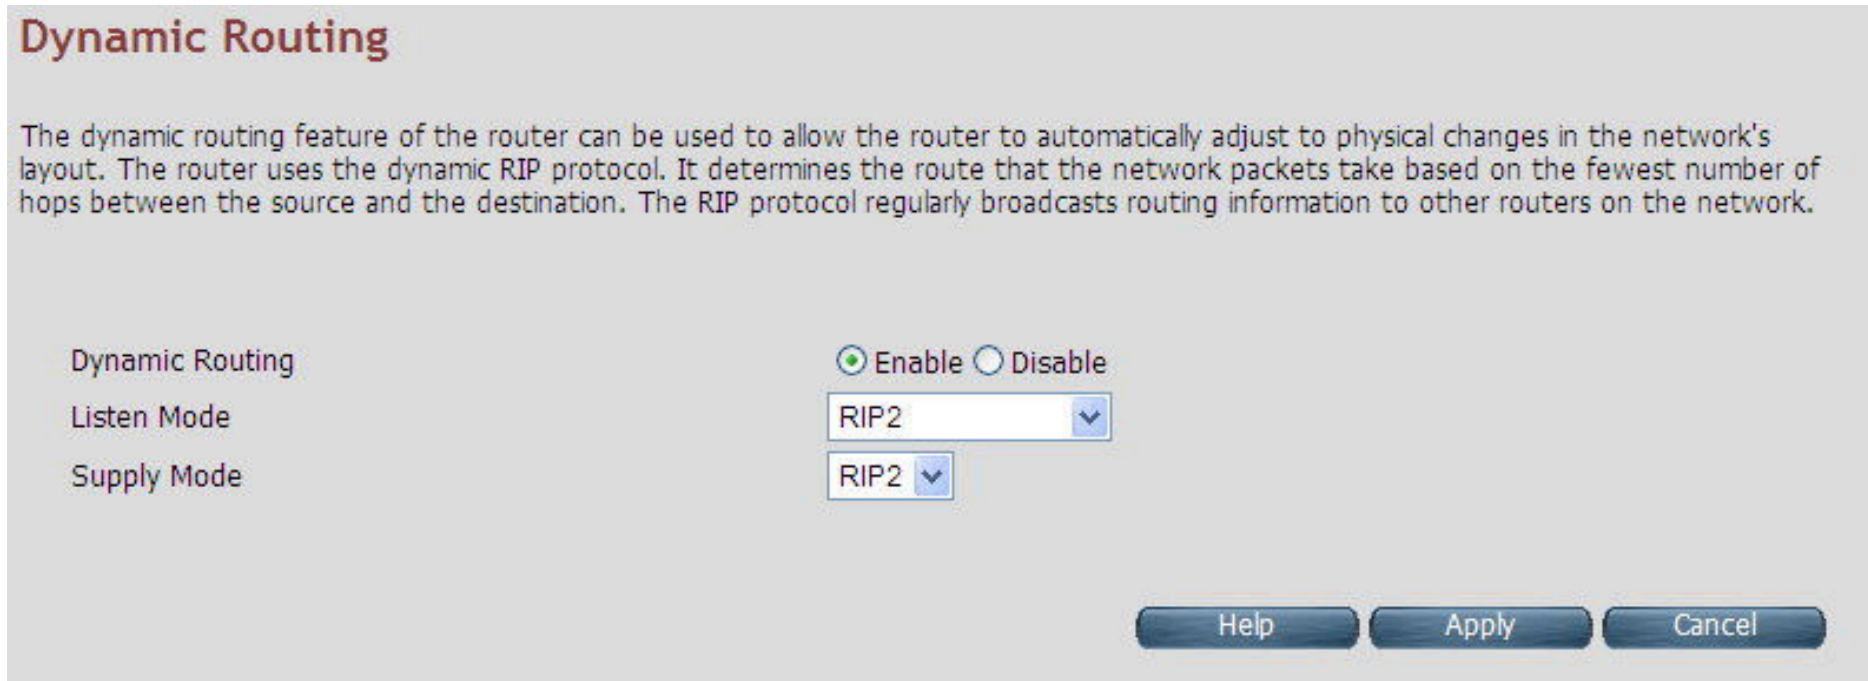 Dynamic Routing
The dynamic routing feature of the router can be used to allow the router to automatically adjust to physical changes in the network's
layout. The router uses the dynamic RIP protocol. It determines the route that the network packets take based on the fewest number of
hops between the source and the destination. The RIP protocol regularly broadcasts routing information to other routers on the network.
Dynamic Routing Enable Disable
Listen Mode RIP2
Supply Mode RIP2
Help Apply Cancel